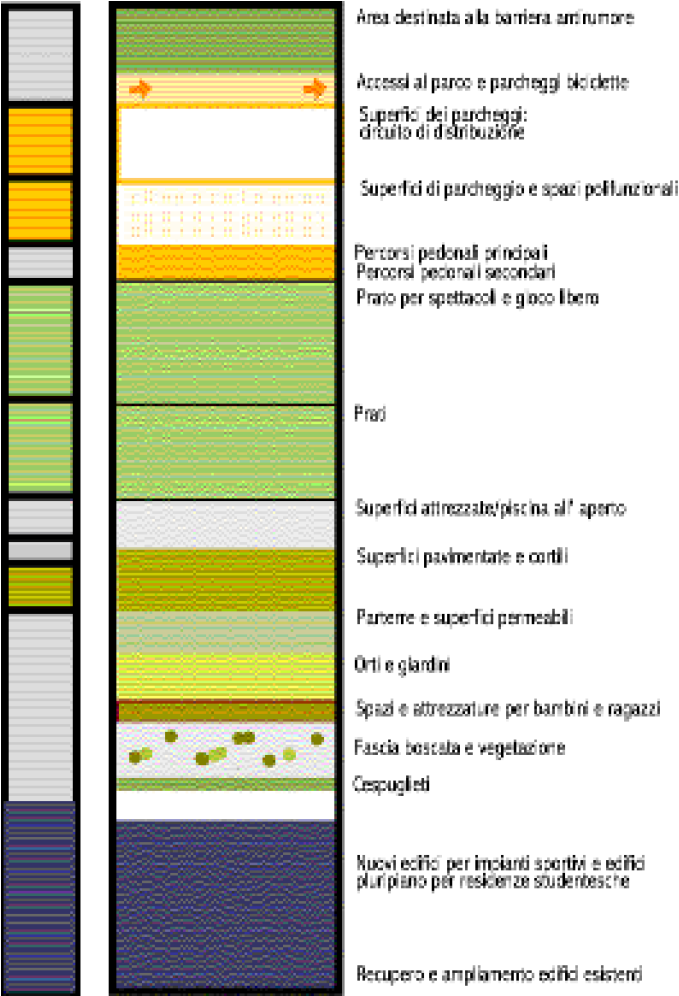 Area destinata alla barriera antirumore
Accessi al parco e parcheggi biciclette
Superfici dei parcheggi:
circuito di distribuzione
Superfici di parcheggio e spazi polifunzionali
Percorsi pedonali principali
Percorsi pedonali secondari
Prato per spettacoli e gioco libero
Prati
Superfici attrezzate/piscina all' aperto
Superfici pavimentate e cortili
Parterre e superfici permeabili
Orti e giardini
Spazi e attrezzature per bambini e ragazzi
Fascia boscata e vegetazione
Cespuglieti
Nuovi edifici per impianti sportivi e edifici
pluripiano per residenze studentesche
Recupero e ampliamento edifici esistenti